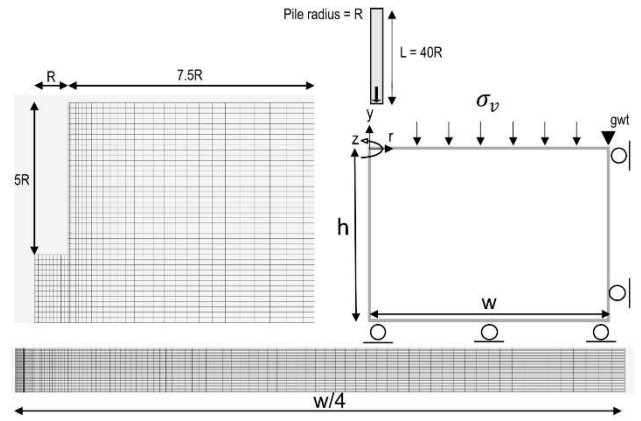 Pile radius = R
L = 40R
R
7.5R
5R
σᵥ
y
gwt
z
r
h
w
w/4